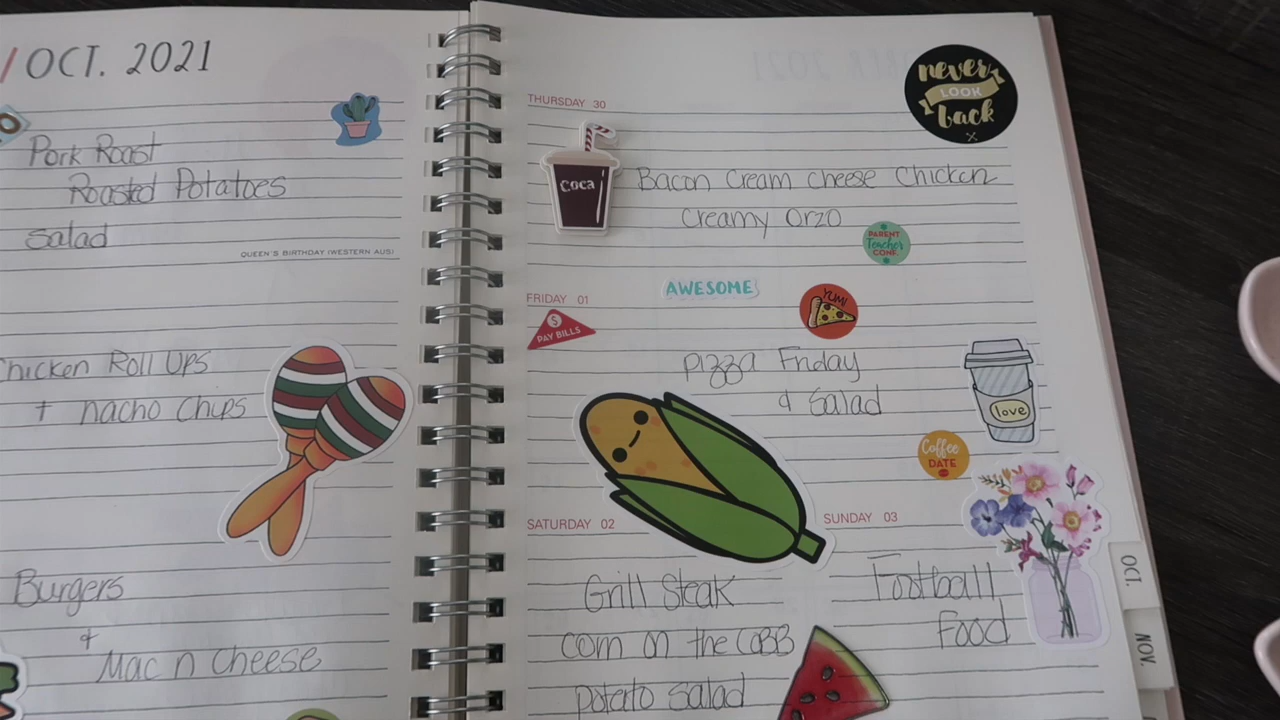 / OCT. 2021
Pork Roast
Roasted Potatoes
Salad
QUEEN'S BIRTHDAY (WESTERN AUS)
Chicken Roll Ups
+ nacho Chips
Burgers
&
Mac n Cheese
THURSDAY 30
never
LOOK
back
Coca
Bacon Cream Cheese Chicken
Creamy Orzo
PARENT
Teacher
CONF.
AWESOME
FRIDAY 01
$
PAY BILLS
YUM!
Pizza Friday
& Salad
love
Coffee
DATE
SATURDAY 02
Grill Steak
corn on the CoBB
potato Salad
SUNDAY 03
Football
Food
OCT.
NOV.